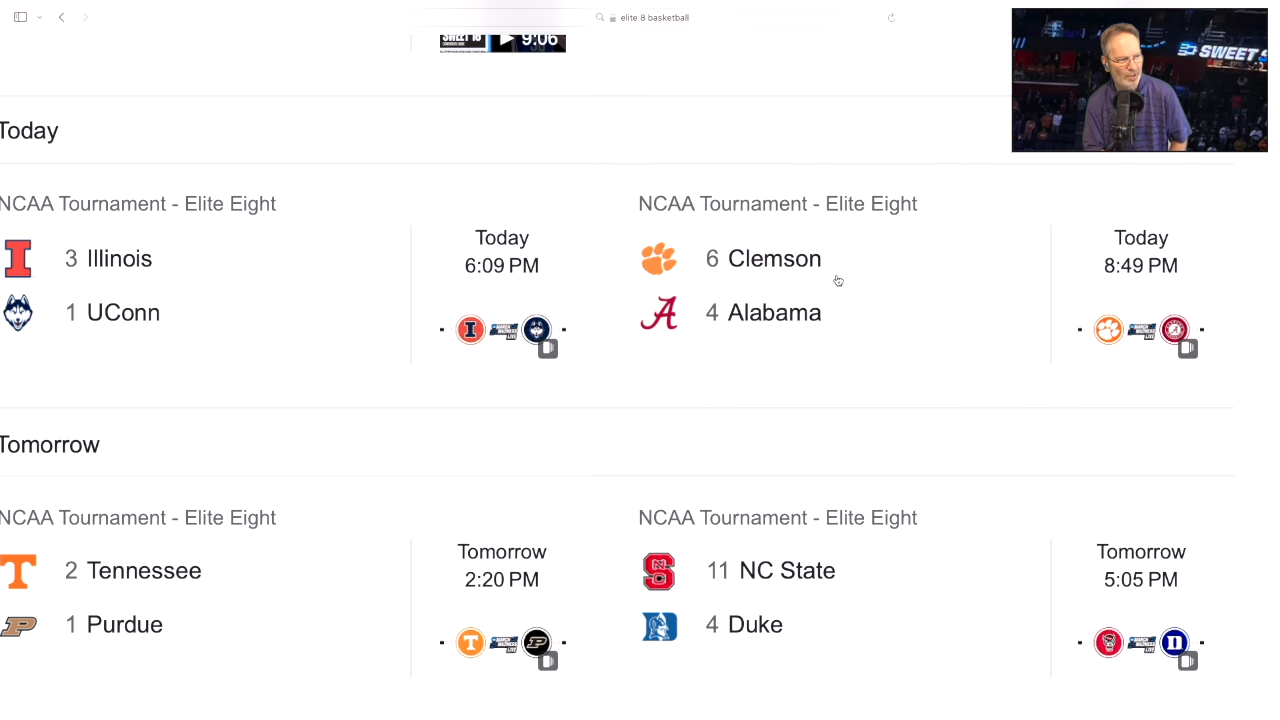 elite 8 basketball
9:06
SWEET
Today
NCAA Tournament - Elite Eight
3 Illinois
1 UConn
Today
6:09 PM
NCAA Tournament - Elite Eight
6 Clemson
4 Alabama
Today
8:49 PM
Tomorrow
NCAA Tournament - Elite Eight
2 Tennessee
1 Purdue
Tomorrow
2:20 PM
NCAA Tournament - Elite Eight
11 NC State
4 Duke
Tomorrow
5:05 PM